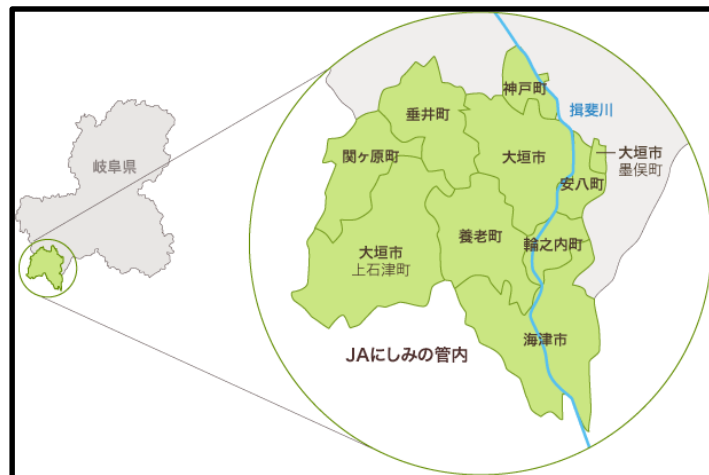 岐阜県
神戸町
揖斐川
垂井町
関ヶ原町
大垣市
大垣市
墨俣町
安八町
養老町
輪之内町
大垣市
上石津町
海津市
JAにしみの管内